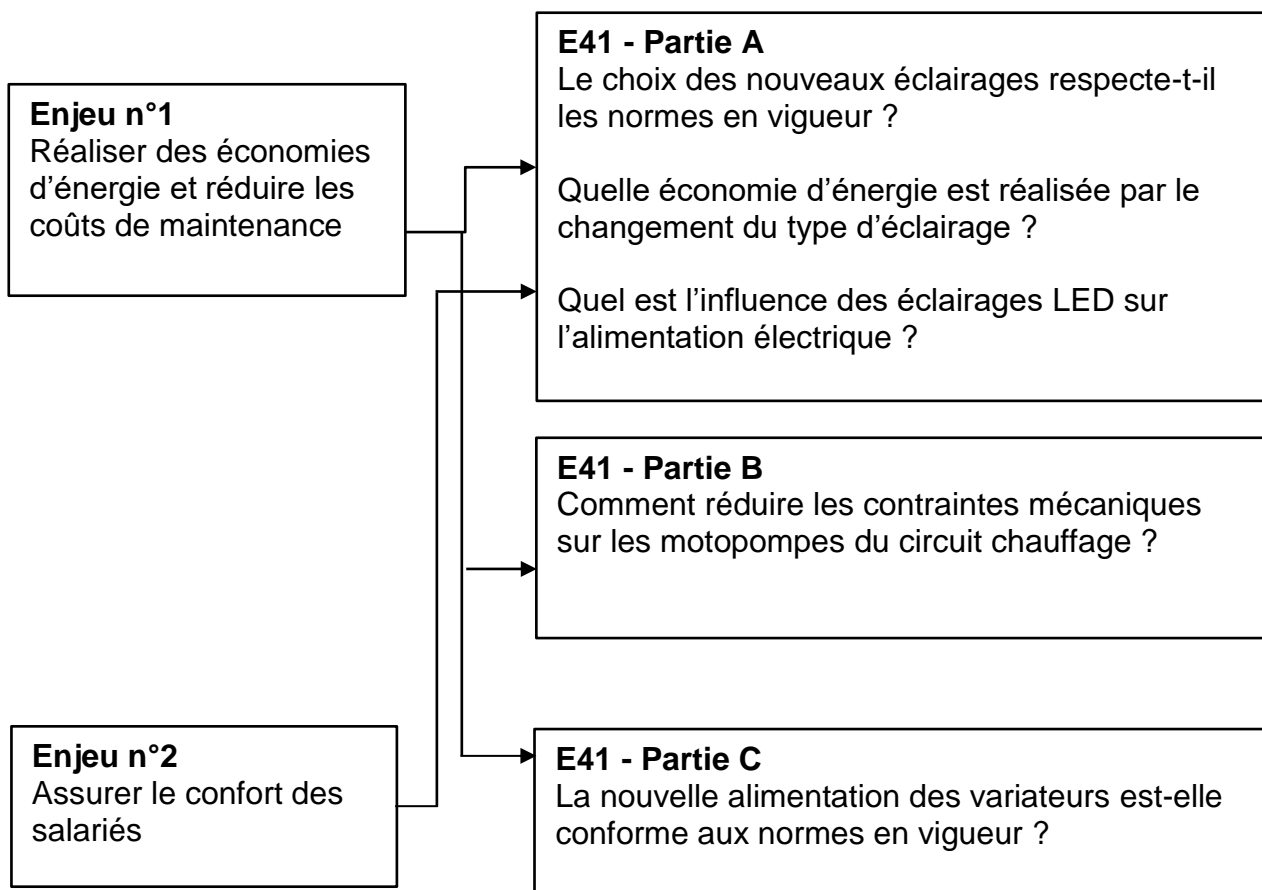 Enjeu n°1
Réaliser des économies
d’énergie et réduire les
coûts de maintenance
E41 - Partie A
Le choix des nouveaux éclairages respecte-t-il
les normes en vigueur ?
Quelle économie d’énergie est réalisée par le
changement du type d’éclairage ?
Quel est l’influence des éclairages LED sur
l’alimentation électrique ?
E41 - Partie B
Comment réduire les contraintes mécaniques
sur les motopompes du circuit chauffage ?
Enjeu n°2
Assurer le confort des
salariés
E41 - Partie C
La nouvelle alimentation des variateurs est-elle
conforme aux normes en vigueur ?